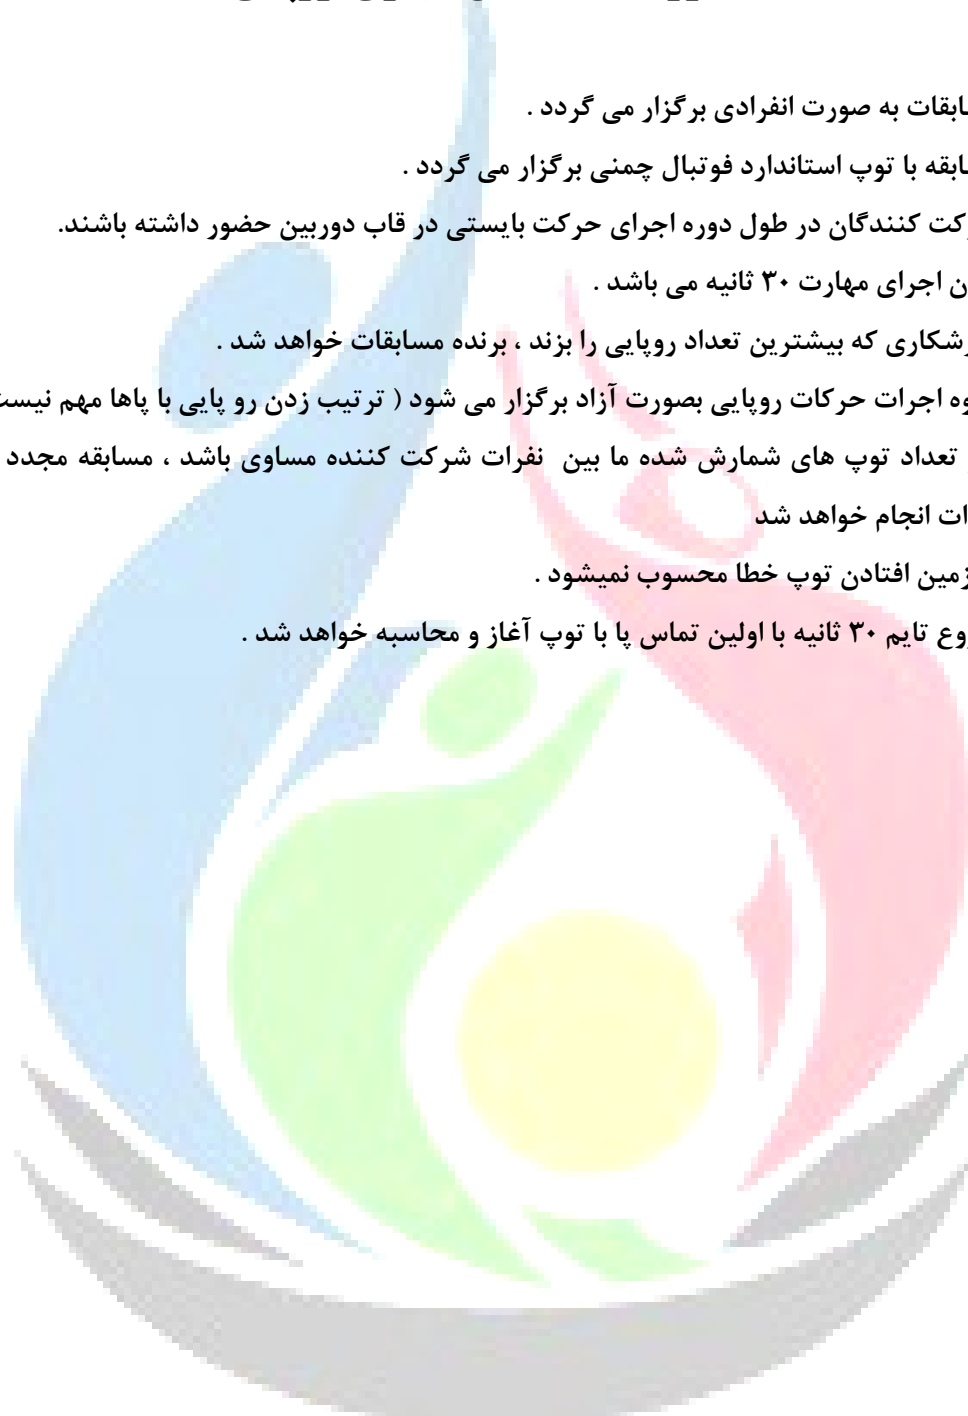 ابقات به صورت انفرادی برگزار می گردد .
ابقه با توپ استاندارد فوتبال چمنی برگزار می گردد .
کت کنندگان در طول دوره اجرای حرکت بایستی در قاب دوربین حضور داشته باشند.
ن اجرای مهارت ۳۰ ثانیه می باشد .
رشکاری که بیشترین تعداد روپایی را بزند ، برنده مسابقات خواهد شد .
وه اجرات حرکات روپایی بصورت آزاد برگزار می شود ( ترتیب زدن رو پایی با پاها مهم نیست
تعداد توپ های شمارش شده ما بین نفرات شرکت کننده مساوی باشد ، مسابقه مجدد
ات انجام خواهد شد
زمین افتادن توپ خطا محسوب نمیشود .
وع تایم ۳۰ ثانیه با اولین تماس پا با توپ آغاز و محاسبه خواهد شد .